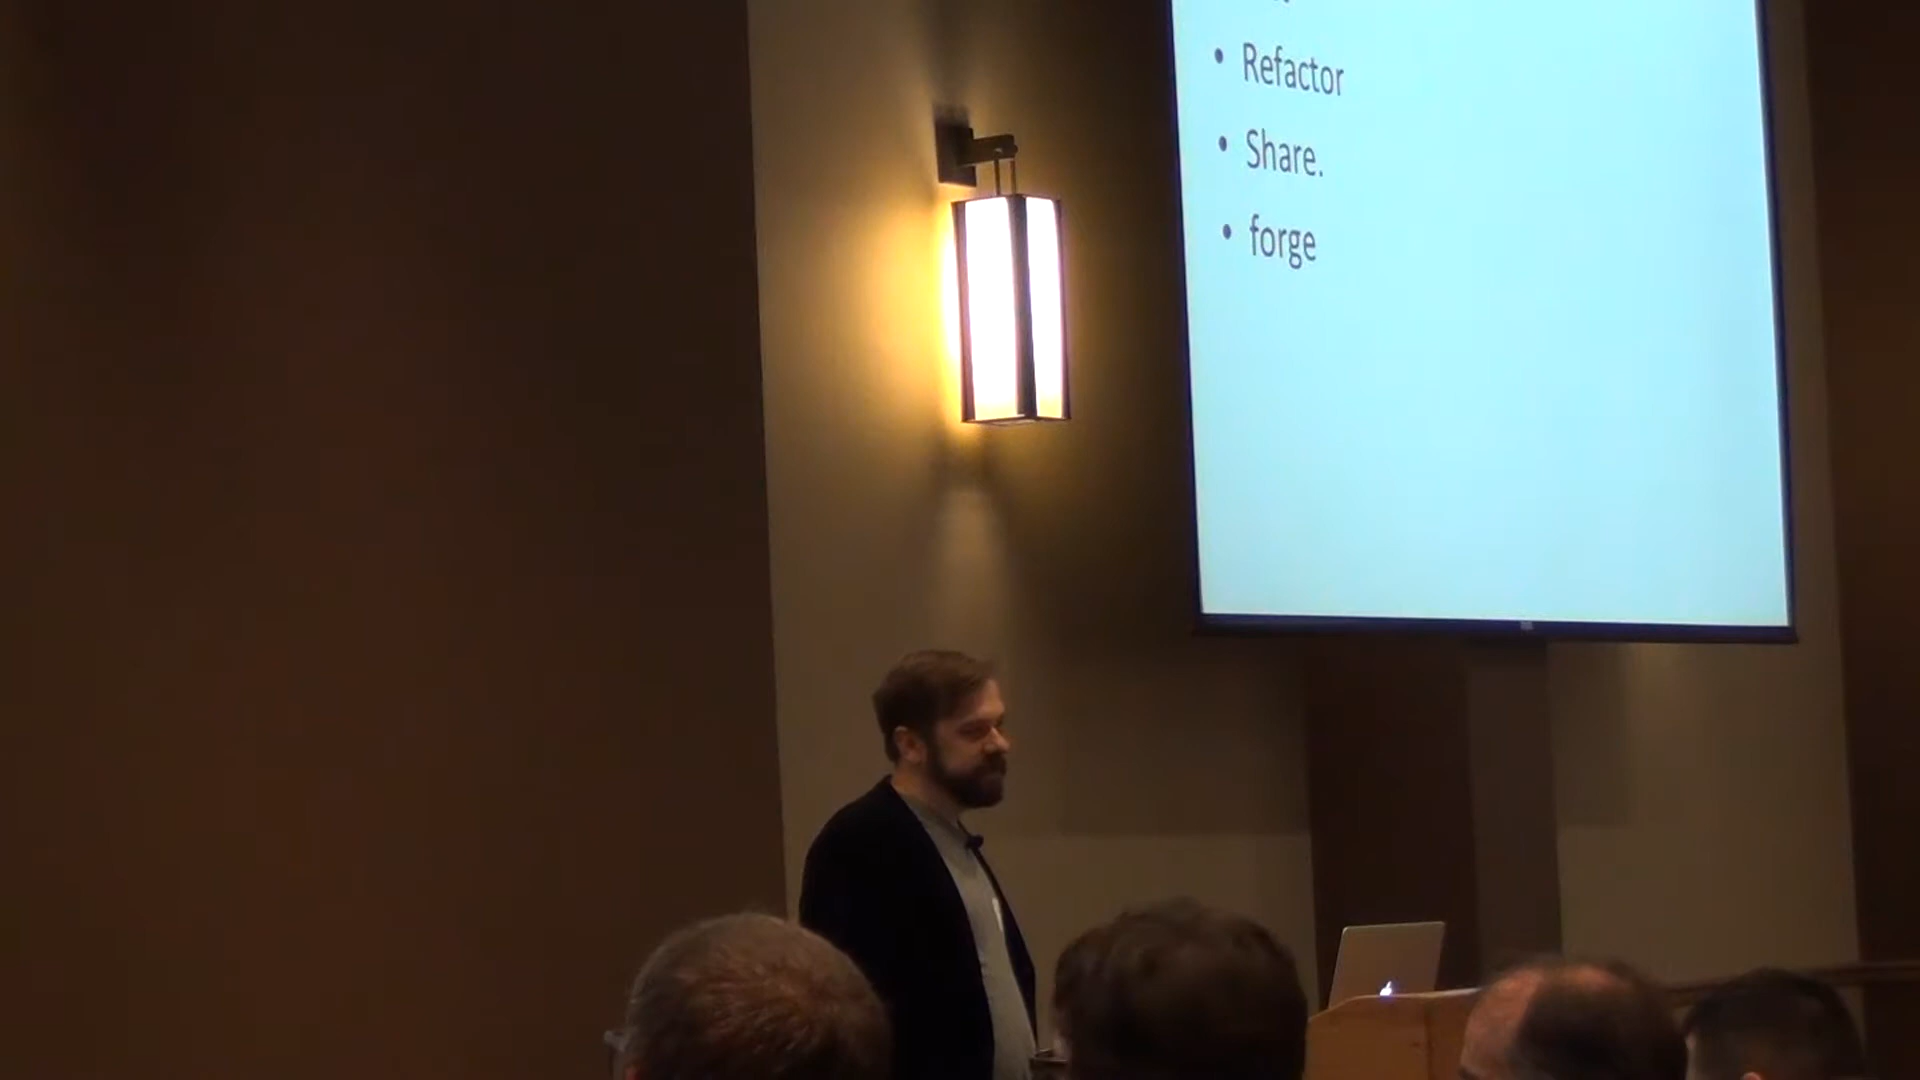 • Refactor
• Share.
• forge